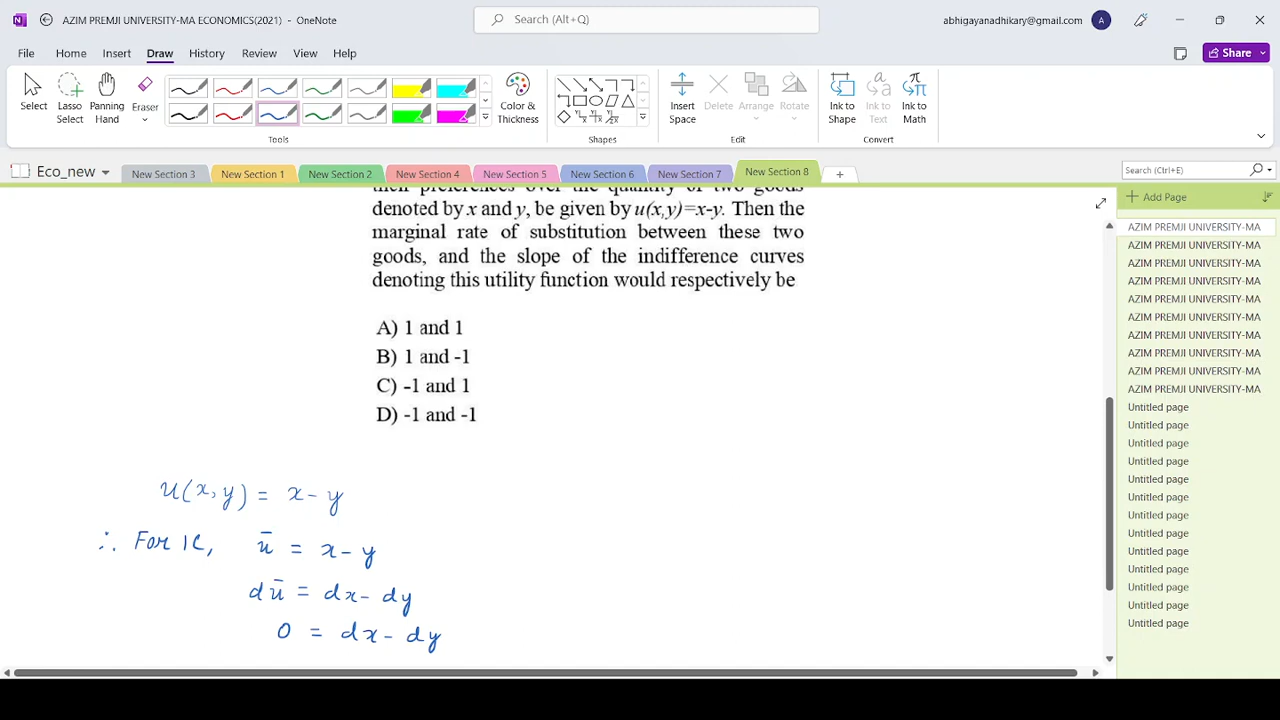 AZIM PREMJI UNIVERSITY-MA ECONOMICS(2021) - OneNote
Search (Alt+Q)
abhigayanadhikary@gmail.com
A
File Home Insert Draw History Review View Help
Share
Select
Lasso Select
Panning Hand
Eraser
Color & Thickness
Insert Space
Delete
Arrange
Rotate
Ink to Shape
Ink to Text
Ink to Math
Tools
Shapes
Edit
Convert
Eco_new
New Section 3
New Section 1
New Section 2
New Section 4
New Section 5
New Section 6
New Section 7
New Section 8
Search (Ctrl+E)
their preferences over the quantity of two goods
denoted by x and y, be given by u(x,y)=x-y. Then the
marginal rate of substitution between these two
goods, and the slope of the indifference curves
denoting this utility function would respectively be
A) 1 and 1
B) 1 and -1
C) -1 and 1
D) -1 and -1
u(x,y) = x - y
∴ For IC, ū = x - y
dū = dx - dy
0 = dx - dy
Add Page
AZIM PREMJI UNIVERSITY-MA
AZIM PREMJI UNIVERSITY-MA
AZIM PREMJI UNIVERSITY-MA
AZIM PREMJI UNIVERSITY-MA
AZIM PREMJI UNIVERSITY-MA
AZIM PREMJI UNIVERSITY-MA
AZIM PREMJI UNIVERSITY-MA
AZIM PREMJI UNIVERSITY-MA
AZIM PREMJI UNIVERSITY-MA
AZIM PREMJI UNIVERSITY-MA
Untitled page
Untitled page
Untitled page
Untitled page
Untitled page
Untitled page
Untitled page
Untitled page
Untitled page
Untitled page
Untitled page
Untitled page
Untitled page